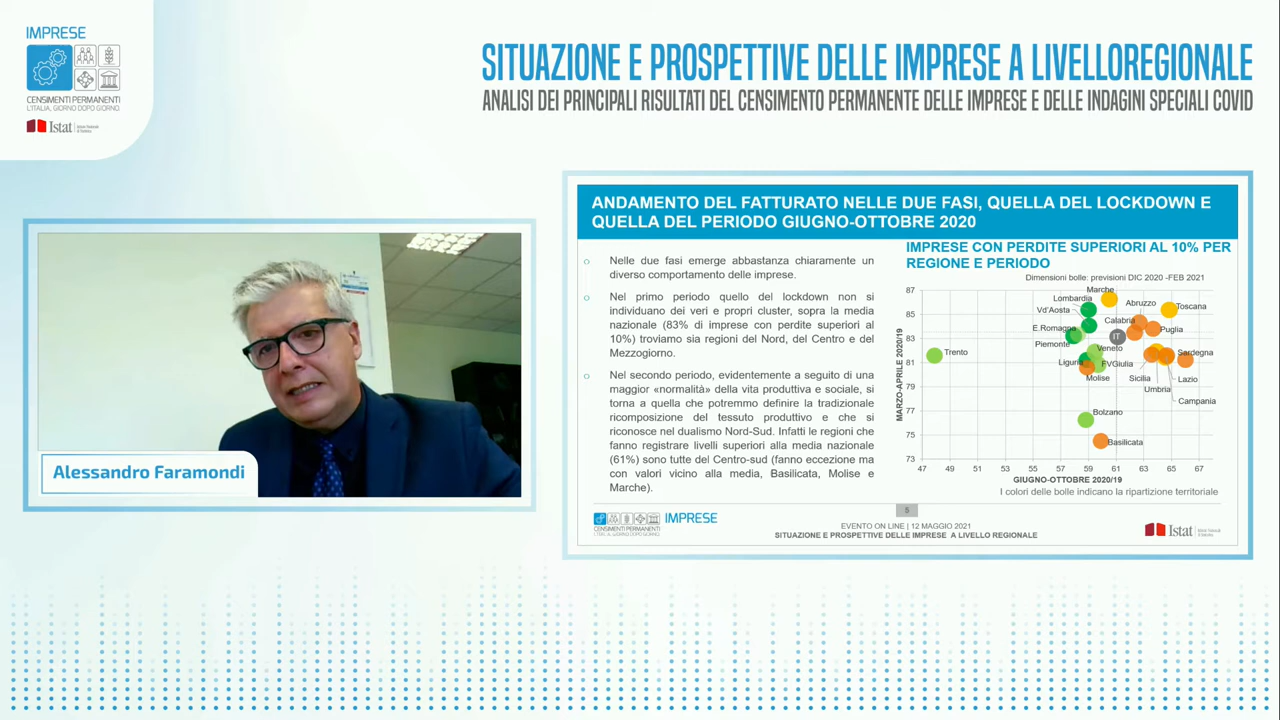 IMPRESE
CENSIMENTI PERMANENTI
L'ITALIA, GIORNO DOPO GIORNO.
Istat
SITUAZIONE E PROSPETTIVE DELLE IMPRESE A LIVELLOREGIONALE
ANALISI DEI PRINCIPALI RISULTATI DEL CENSIMENTO PERMANENTE DELLE IMPRESE E DELLE INDAGINI SPECIALI COVID
Alessandro Faramondi
ANDAMENTO DEL FATTURATO NELLE DUE FASI, QUELLA DEL LOCKDOWN E
QUELLA DEL PERIODO GIUGNO-OTTOBRE 2020
Nelle due fasi emerge abbastanza chiaramente un
diverso comportamento delle imprese.
Nel primo periodo quello del lockdown non si
individuano dei veri e propri cluster, sopra la media
nazionale (83% di imprese con perdite superiori al
10%) troviamo sia regioni del Nord, del Centro e del
Mezzogiorno.
Nel secondo periodo, evidentemente a seguito di una
maggior «normalità» della vita produttiva e sociale, si
torna a quella che potremmo definire la tradizionale
ricomposizione del tessuto produttivo e che si
riconosce nel dualismo Nord-Sud. Infatti le regioni che
fanno registrare livelli superiori alla media nazionale
(61%) sono tutte del Centro-sud (fanno eccezione ma
con valori vicino alla media, Basilicata, Molise e
Marche).
IMPRESE CON PERDITE SUPERIORI AL 10% PER
REGIONE E PERIODO
Dimensioni bolle: previsioni DIC 2020 -FEB 2021
MARZO-APRILE 2020/19
87
85
83
81
79
77
75
73
Marche
Lombardia
Abruzzo
Toscana
Vd'Aosta
Calabria
E.Romagna
Puglia
IT
Piemonte
Veneto
Trento
Sardegna
Liguria
FVGiulia
Molise
Sicilia
Lazio
Umbria
Campania
Bolzano
Basilicata
47 49 51 53 55 57 59 61 63 65 67
GIUGNO-OTTOBRE 2020/19
I colori delle bolle indicano la ripartizione territoriale
CENSIMENTI PERMANENTI
L'ITALIA, GIORNO DOPO GIORNO
IMPRESE
EVENTO ON LINE | 12 MAGGIO 2021
SITUAZIONE E PROSPETTIVE DELLE IMPRESE A LIVELLO REGIONALE
Istat